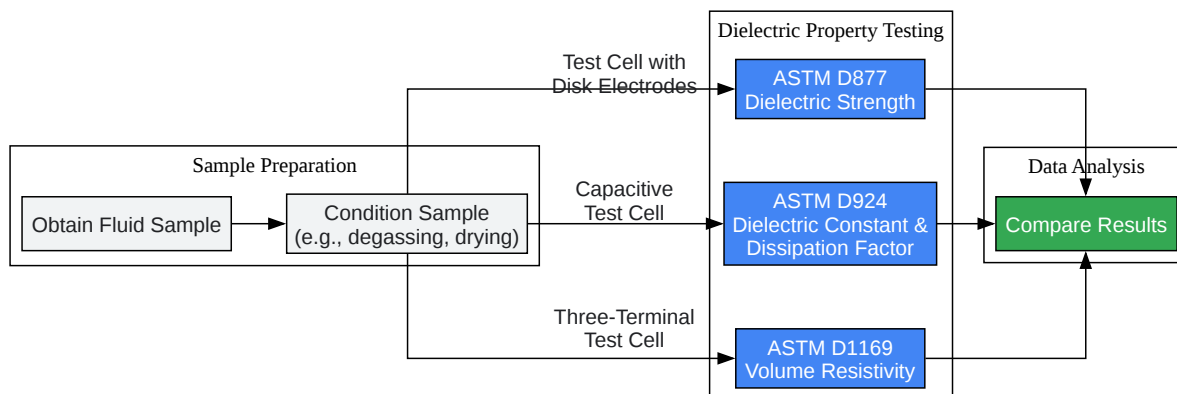 Dielectric Property Testing
Test Cell with
Disk Electrodes
ASTM D877
Dielectric Strength
Sample Preparation
Data Analysis
Obtain Fluid Sample
Condition Sample
(e.g., degassing, drying)
Capacitive
Test Cell
ASTM D924
Dielectric Constant &
Dissipation Factor
Compare Results
Three-Terminal
Test Cell
ASTM D1169
Volume Resistivity